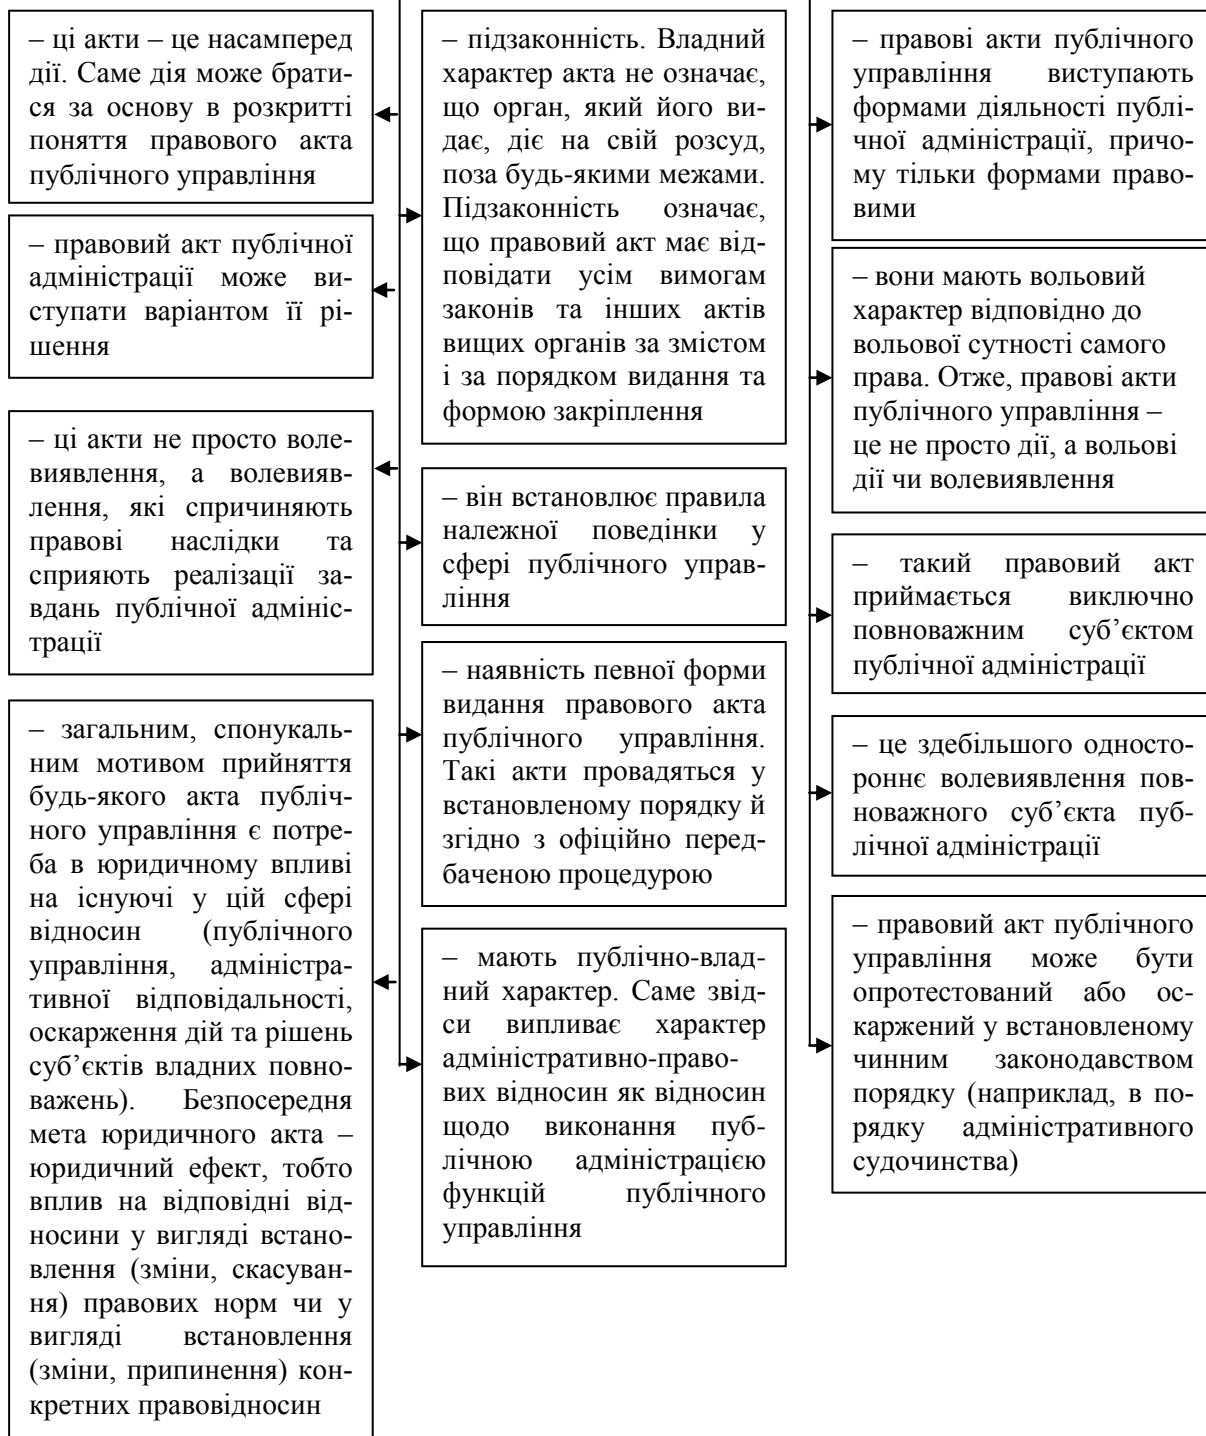 – ці акти – це насамперед
дії. Саме дія може брати-
ся за основу в розкритті
поняття правового акта
публічного управління
– правовий акт публічної
адміністрації може ви-
ступати варіантом її рі-
шення
– ці акти не просто воле-
виявлення, а волевияв-
лення, які спричиняють
правові наслідки та
сприяють реалізації за-
вдань публічної адмініс-
трації
– загальним, спонукаль-
ним мотивом прийняття
будь-якого акта публіч-
ного управління є потре-
ба в юридичному впливі
на існуючі у цій сфері
відносин (публічного
управління, адміністра-
тивної відповідальності,
оскарження дій та рішень
суб’єктів владних повно-
важень). Безпосередня
мета юридичного акта –
юридичний ефект, тобто
вплив на відповідні від-
носини у вигляді встано-
влення (зміни, скасуван-
ня) правових норм чи у
вигляді встановлення
(зміни, припинення) кон-
кретних правовідносин
– підзаконність. Владний
характер акта не означає,
що орган, який його ви-
дає, діє на свій розсуд,
поза будь-якими межами.
Підзаконність означає,
що правовий акт має від-
повідати усім вимогам
законів та інших актів
вищих органів за змістом
і за порядком видання та
формою закріплення
– він встановлює правила
належної поведінки у
сфері публічного управ-
ління
– наявність певної форми
видання правового акта
публічного управління.
Такі акти провадяться у
встановленому порядку й
згідно з офіційно перед-
баченою процедурою
– мають публічно-влад-
ний характер. Саме звід-
си випливає характер
адміністративно-право-
вих відносин як відносин
щодо виконання пуб-
лічною адміністрацією
функцій публічного
управління
– правові акти публічного
управління виступають
формами діяльності публі-
чної адміністрації, причо-
му тільки формами право-
вими
– вони мають вольовий
характер відповідно до
вольової сутності самого
права. Отже, правові акти
публічного управління –
це не просто дії, а вольові
дії чи волевиявлення
– такий правовий акт
приймається виключно
повноважним суб’єктом
публічної адміністрації
– це здебільшого односто-
роннє волевиявлення пов-
новажного суб’єкта пуб-
лічної адміністрації
– правовий акт публічного
управління може бути
опротестований або ос-
каржений у встановленому
чинним законодавством
порядку (наприклад, в по-
рядку адміністративного
судочинства)